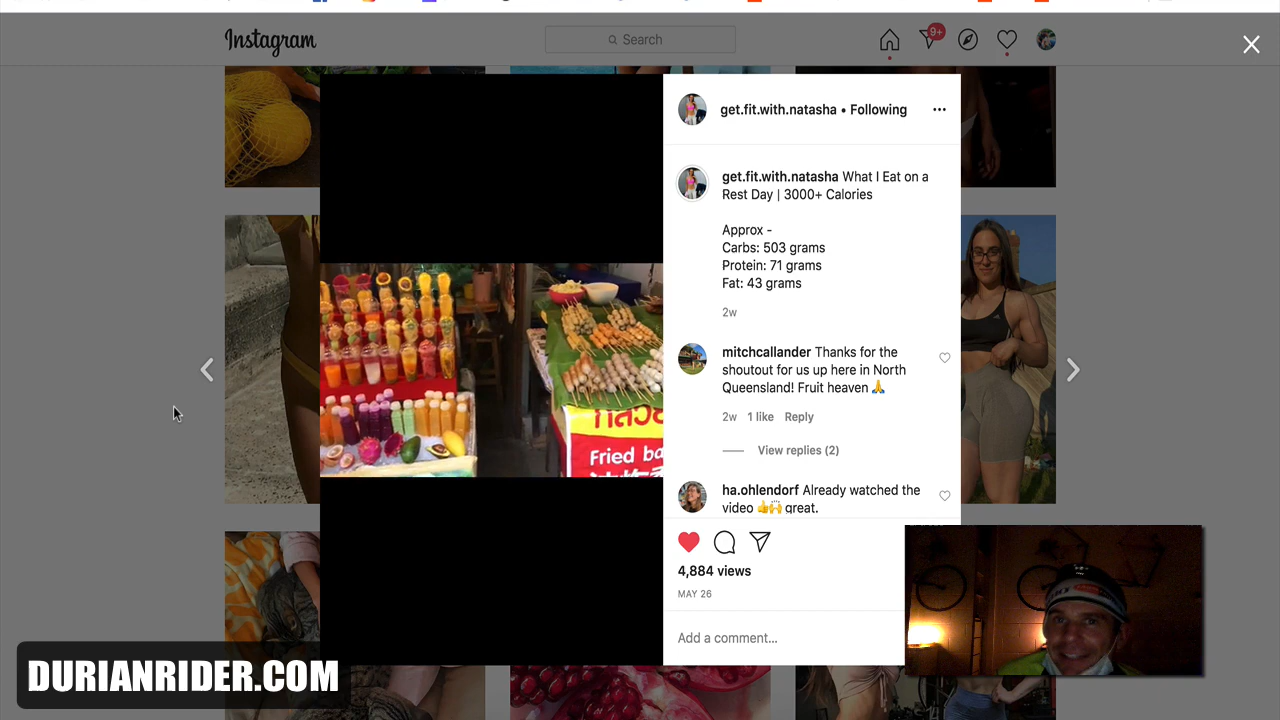 Instagram
Search
9+
get.fit.with.natasha • Following
get.fit.with.natasha What I Eat on a
Rest Day | 3000+ Calories
Approx -
Carbs: 503 grams
Protein: 71 grams
Fat: 43 grams
2w
mitchcallander Thanks for the
shoutout for us up here in North
Queensland! Fruit heaven 🙏
2w 1 like Reply
View replies (2)
ha.ohlendorf Already watched the
video 👍🙌 great.
Fried ba
4,884 views
MAY 26
Add a comment...
DURIANRIDER.COM